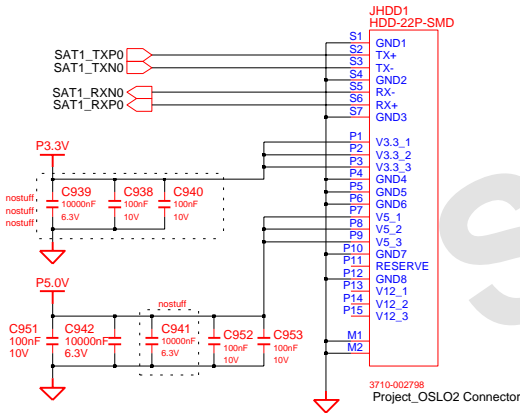 JHDD1
HDD-22P-SMD
S1 GND1
SAT1_TXP0 S2 TX+
SAT1_TXN0 S3 TX-
S4 GND2
SAT1_RXN0 S5 RX-
SAT1_RXP0 S6 RX+
S7 GND3
P3.3V
P1 V3.3_1
P2 V3.3_2
P3 V3.3_3
P4 GND4
P5 GND5
P6 GND6
P7 V5_1
P8 V5_2
P9 V5_3
P10 GND7
P11 RESERVE
P12 GND8
P13 V12_1
P14 V12_2
P15 V12_3
M1
M2
nostuff
nostuff
nostuff
C939 C938 C940
10000nF 100nF 100nF
6.3V 10V 10V
P5.0V
nostuff
C951 C942 C941 C952 C953
100nF 10000nF 10000nF 100nF 100nF
10V 6.3V 6.3V 10V 10V
3710-002798
Project_OSLO2 Connector
S